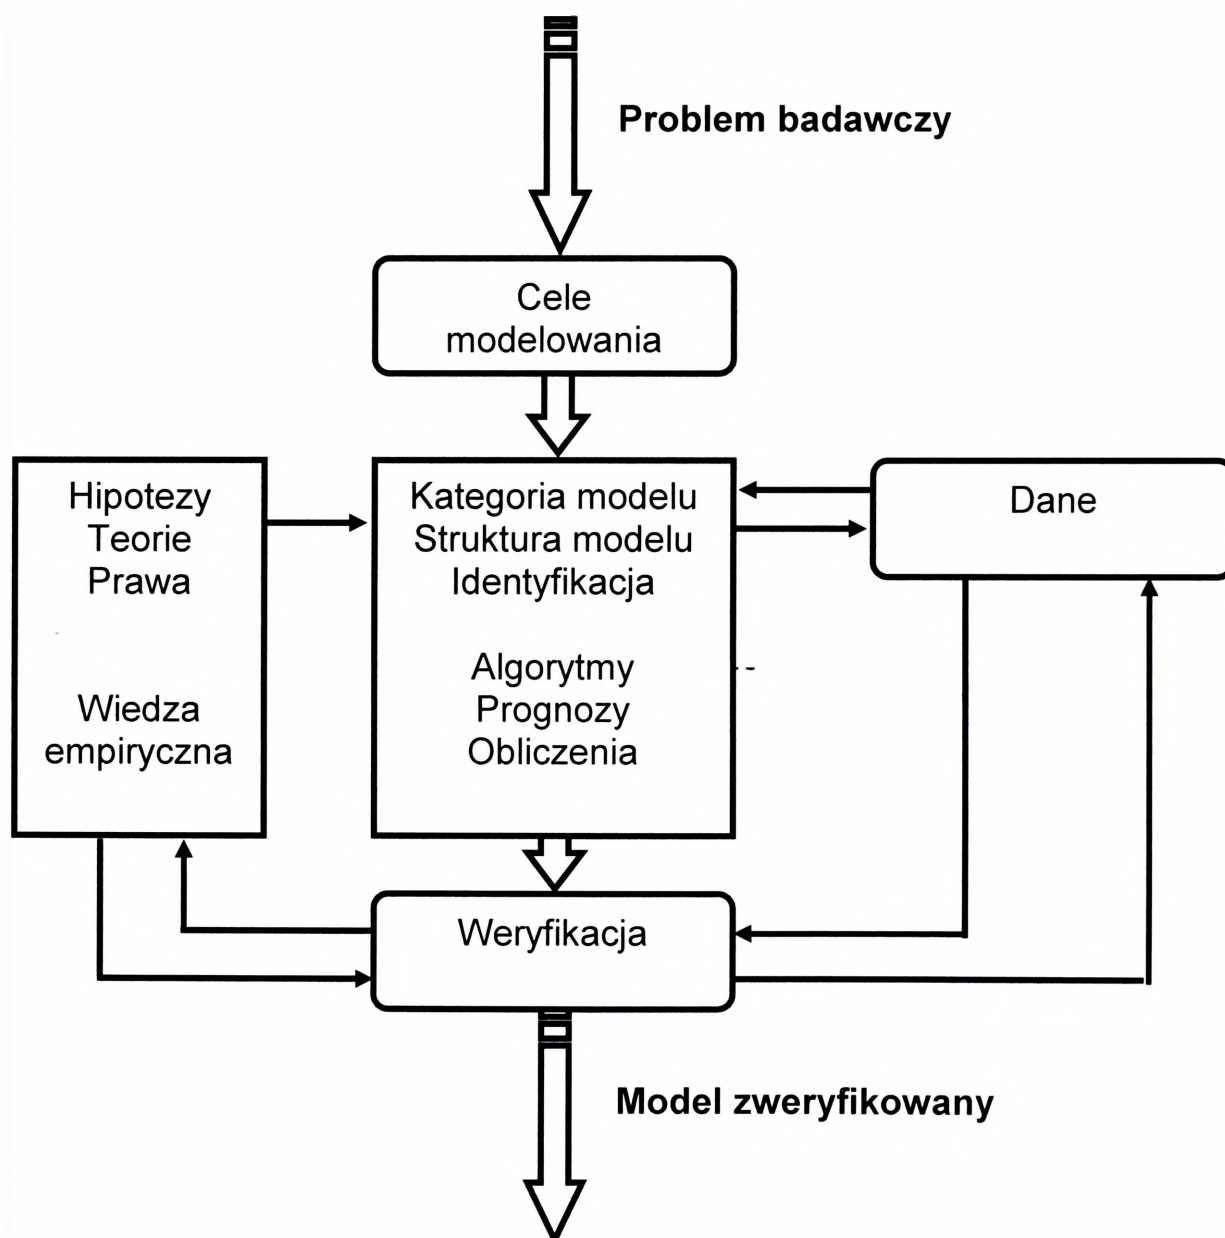 Problem badawczy
Cele
modelowania
Hipotezy
Teorie
Prawa
Wiedza
empiryczna
Kategoria modelu
Struktura modelu
Identyfikacja
Algorytmy
Prognozy
Obliczenia
Dane
Weryfikacja
Model zweryfikowany